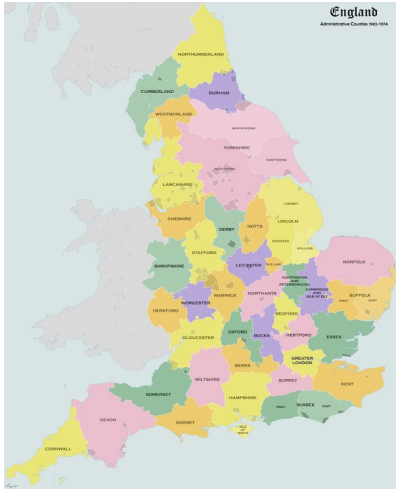 England
Administrative Counties 1965-1974
NORTHUMBERLAND
CUMBERLAND
DURHAM
WESTMORLAND
NORTH RIDING
YORKSHIRE
EAST RIDING
WEST RIDING
LANCASHIRE
LINDSEY
CHESHIRE
DERBY
NOTTS
LINCOLN
KESTEVEN
HOLLAND
STAFFORD
SHROPSHIRE
LEICESTER
RUTLAND
NORFOLK
HUNTINGDON
AND
PETERBOROUGH
CAMBRIDGE
AND
ISLE OF ELY
WEST
SUFFOLK
EAST
HEREFORD
WORCESTER
WARWICK
NORTHANTS
BEDFORD
GLOUCESTER
OXFORD
BUCKS
HERTFORD
ESSEX
GREATER
LONDON
BERKS
WILTSHIRE
SURREY
KENT
SOMERSET
HAMPSHIRE
WEST
SUSSEX
EAST
DEVON
DORSET
ISLE
OF
WIGHT
CORNWALL